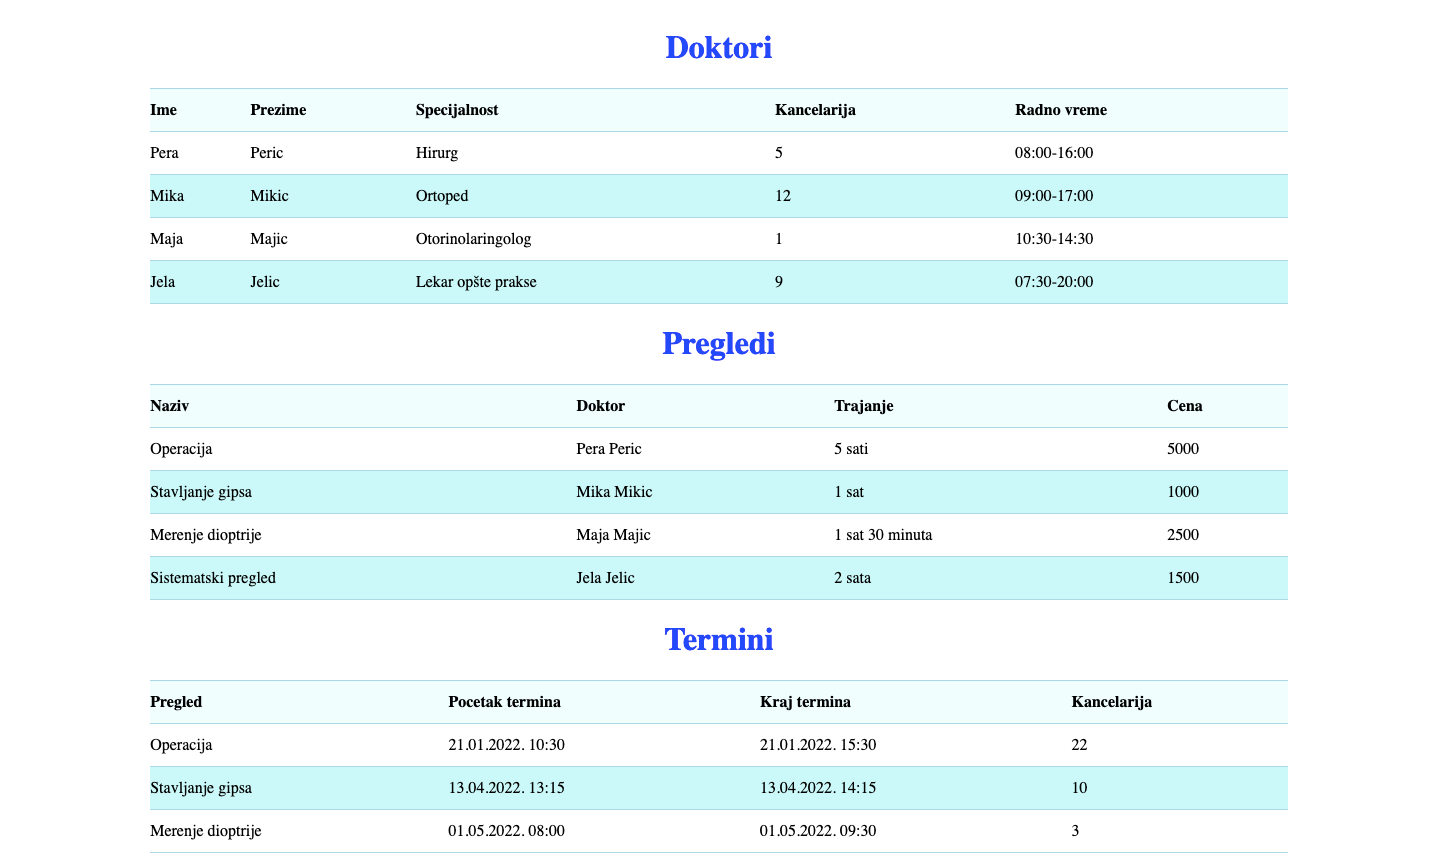 Doktori
Ime Prezime Specijalnost Kancelarija Radno vreme
Pera Peric Hirurg 5 08:00-16:00
Mika Mikic Ortoped 12 09:00-17:00
Maja Majic Otorinolaringolog 1 10:30-14:30
Jela Jelic Lekar opšte prakse 9 07:30-20:00
Pregledi
Naziv Doktor Trajanje Cena
Operacija Pera Peric 5 sati 5000
Stavljanje gipsa Mika Mikic 1 sat 1000
Merenje dioptrije Maja Majic 1 sat 30 minuta 2500
Sistematski pregled Jela Jelic 2 sata 1500
Termini
Pregled Pocetak termina Kraj termina Kancelarija
Operacija 21.01.2022. 10:30 21.01.2022. 15:30 22
Stavljanje gipsa 13.04.2022. 13:15 13.04.2022. 14:15 10
Merenje dioptrije 01.05.2022. 08:00 01.05.2022. 09:30 3